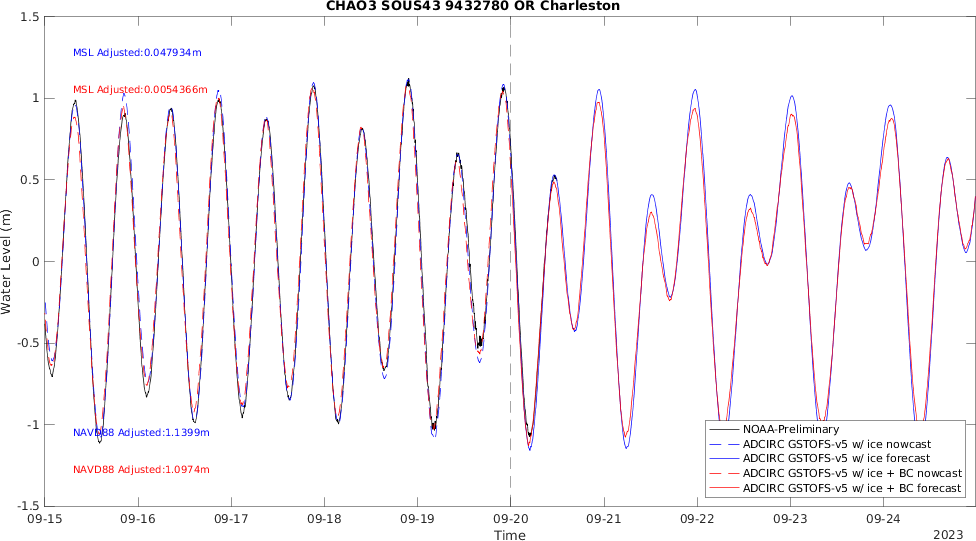 CHAO3 SOUS43 9432780 OR Charleston
1.5
MSL Adjusted:0.047934m
MSL Adjusted:0.0054366m
1
0.5
0
-0.5
-1
-1.5
Water Level (m)
NAVD88 Adjusted:1.1399m
NAVD88 Adjusted:1.0974m
NOAA-Preliminary
ADCIRC GSTOFS-v5 w/ ice nowcast
ADCIRC GSTOFS-v5 w/ ice forecast
ADCIRC GSTOFS-v5 w/ ice + BC nowcast
ADCIRC GSTOFS-v5 w/ ice + BC forecast
09-15 09-16 09-17 09-18 09-19 09-20 09-21 09-22 09-23 09-24
Time
2023